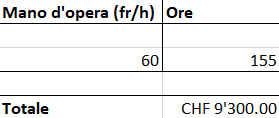 Mano d'opera (fr/h) Ore
60 155
Totale CHF 9'300.00